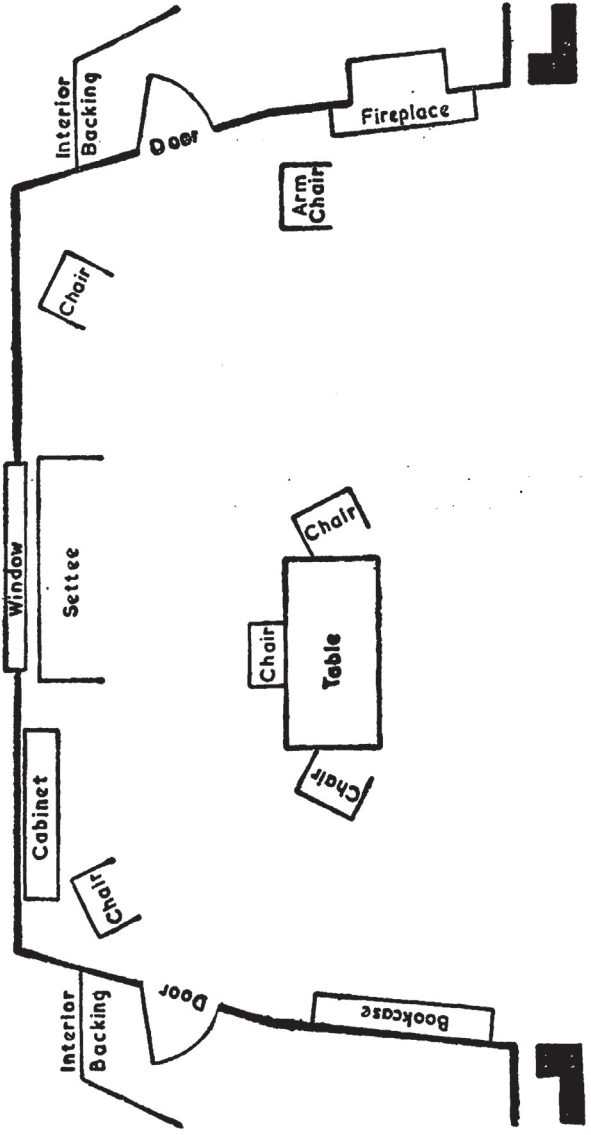 Interior
Backing
Door
Fireplace
Arm
Chair
Chair
Window
Settee
Chair
Chair
Table
Chair
Cabinet
Chair
Interior
Backing
Door
Bookcase